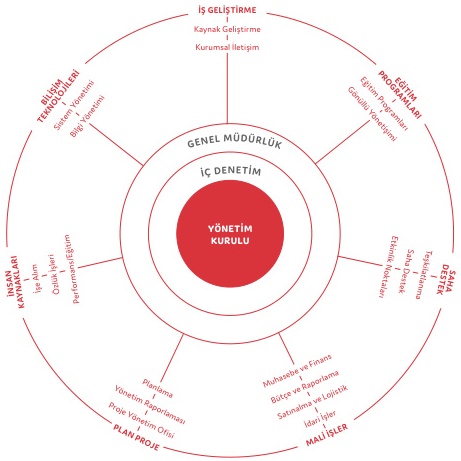 İŞ GELİŞTİRME
Kaynak Geliştirme
Kurumsal İletişim
EĞİTİM
PROGRAMLARI
Eğitim Programları
Gönüllü Yönetişimi
SAHA
DESTEK
Teşkilatlanma
Saha Destek
Etkinlik Noktaları
Muhasebe ve Finans
Bütçe ve Raporlama
Satınalma ve Lojistik
İdari İşler
MALİ İŞLER
Planlama
Yönetim Raporlaması
Proje Yönetim Ofisi
PLAN PROJE
İNSAN
KAYNAKLARI
İşe Alım
Özlük İşleri
Performans/Eğitim
BİLİŞİM
TEKNOLOJİLERİ
Sistem Yönetimi
Bilgi Yönetimi
GENEL MÜDÜRLÜK
İÇ DENETİM
YÖNETİM
KURULU